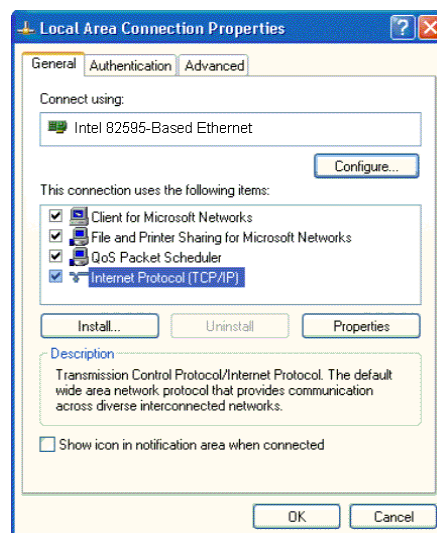 Local Area Connection Properties
General Authentication Advanced
Connect using:
Intel 82595-Based Ethernet
Configure...
This connection uses the following items:
Client for Microsoft Networks
File and Printer Sharing for Microsoft Networks
QoS Packet Scheduler
Internet Protocol (TCP/IP)
Install... Uninstall Properties
Description
Transmission Control Protocol/Internet Protocol. The default
wide area network protocol that provides communication
across diverse interconnected networks.
Show icon in notification area when connected
OK Cancel